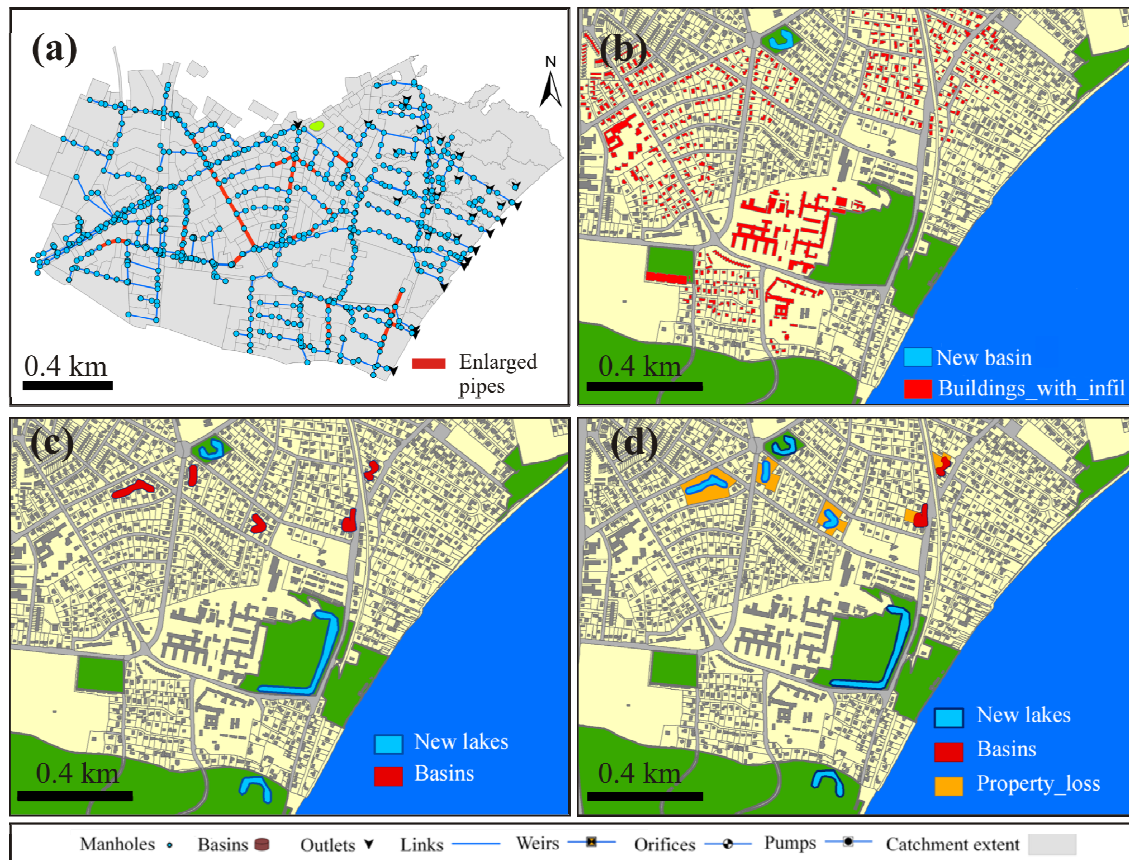 (a)
N
Enlarged
pipes
0.4 km
(b)
New basin
Buildings_with_infil
0.4 km
(c)
New lakes
Basins
0.4 km
(d)
New lakes
Basins
Property_loss
0.4 km
Manholes Basins Outlets Links Weirs Orifices Pumps Catchment extent